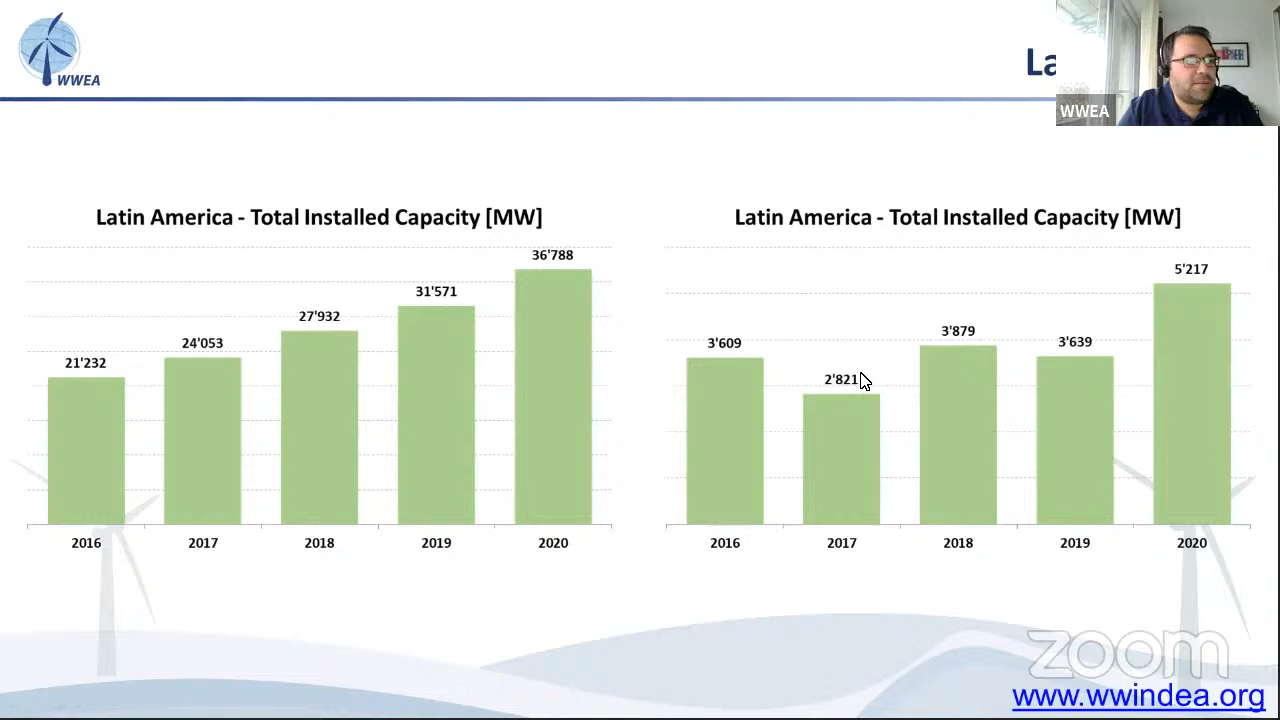 WWEA
La
WWEA
Latin America - Total Installed Capacity [MW]
36'788
31'571
27'932
24'053
21'232
2016 2017 2018 2019 2020
Latin America - Total Installed Capacity [MW]
5'217
3'879
3'639
3'609
2'821
2016 2017 2018 2019 2020
zoom
www.wwindea.org